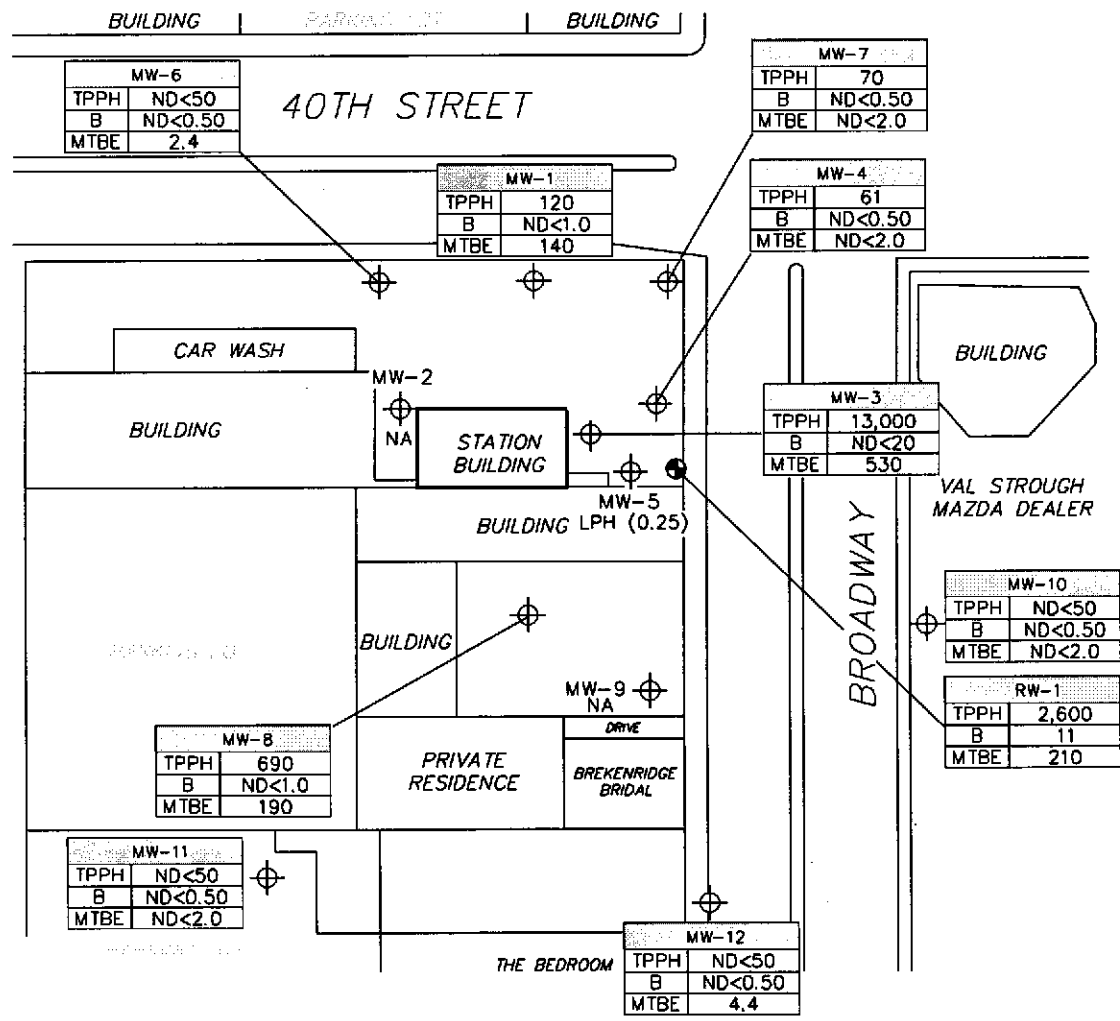 BUILDING
PARKING LOT
BUILDING
MW-6
TPPH ND<50
B ND<0.50
MTBE 2.4
40TH STREET
MW-7
TPPH 70
B ND<0.50
MTBE ND<2.0
MW-1
TPPH 120
B ND<1.0
MTBE 140
MW-4
TPPH 61
B ND<0.50
MTBE ND<2.0
CAR WASH
BUILDING
MW-2
NA
BUILDING
STATION
BUILDING
MW-3
TPPH 13,000
B ND<20
MTBE 530
VAL STROUGH
MAZDA DEALER
MW-5
LPH (0.25)
BUILDING
BROADWAY
MW-10
TPPH ND<50
B ND<0.50
MTBE ND<2.0
BUILDING
MW-9
NA
RW-1
TPPH 2,600
B 11
MTBE 210
MW-8
TPPH 690
B ND<1.0
MTBE 190
PRIVATE
RESIDENCE
DRIVE
BREKENRIDGE
BRIDAL
MW-11
TPPH ND<50
B ND<0.50
MTBE ND<2.0
THE BEDROOM
MW-12
TPPH ND<50
B ND<0.50
MTBE 4.4